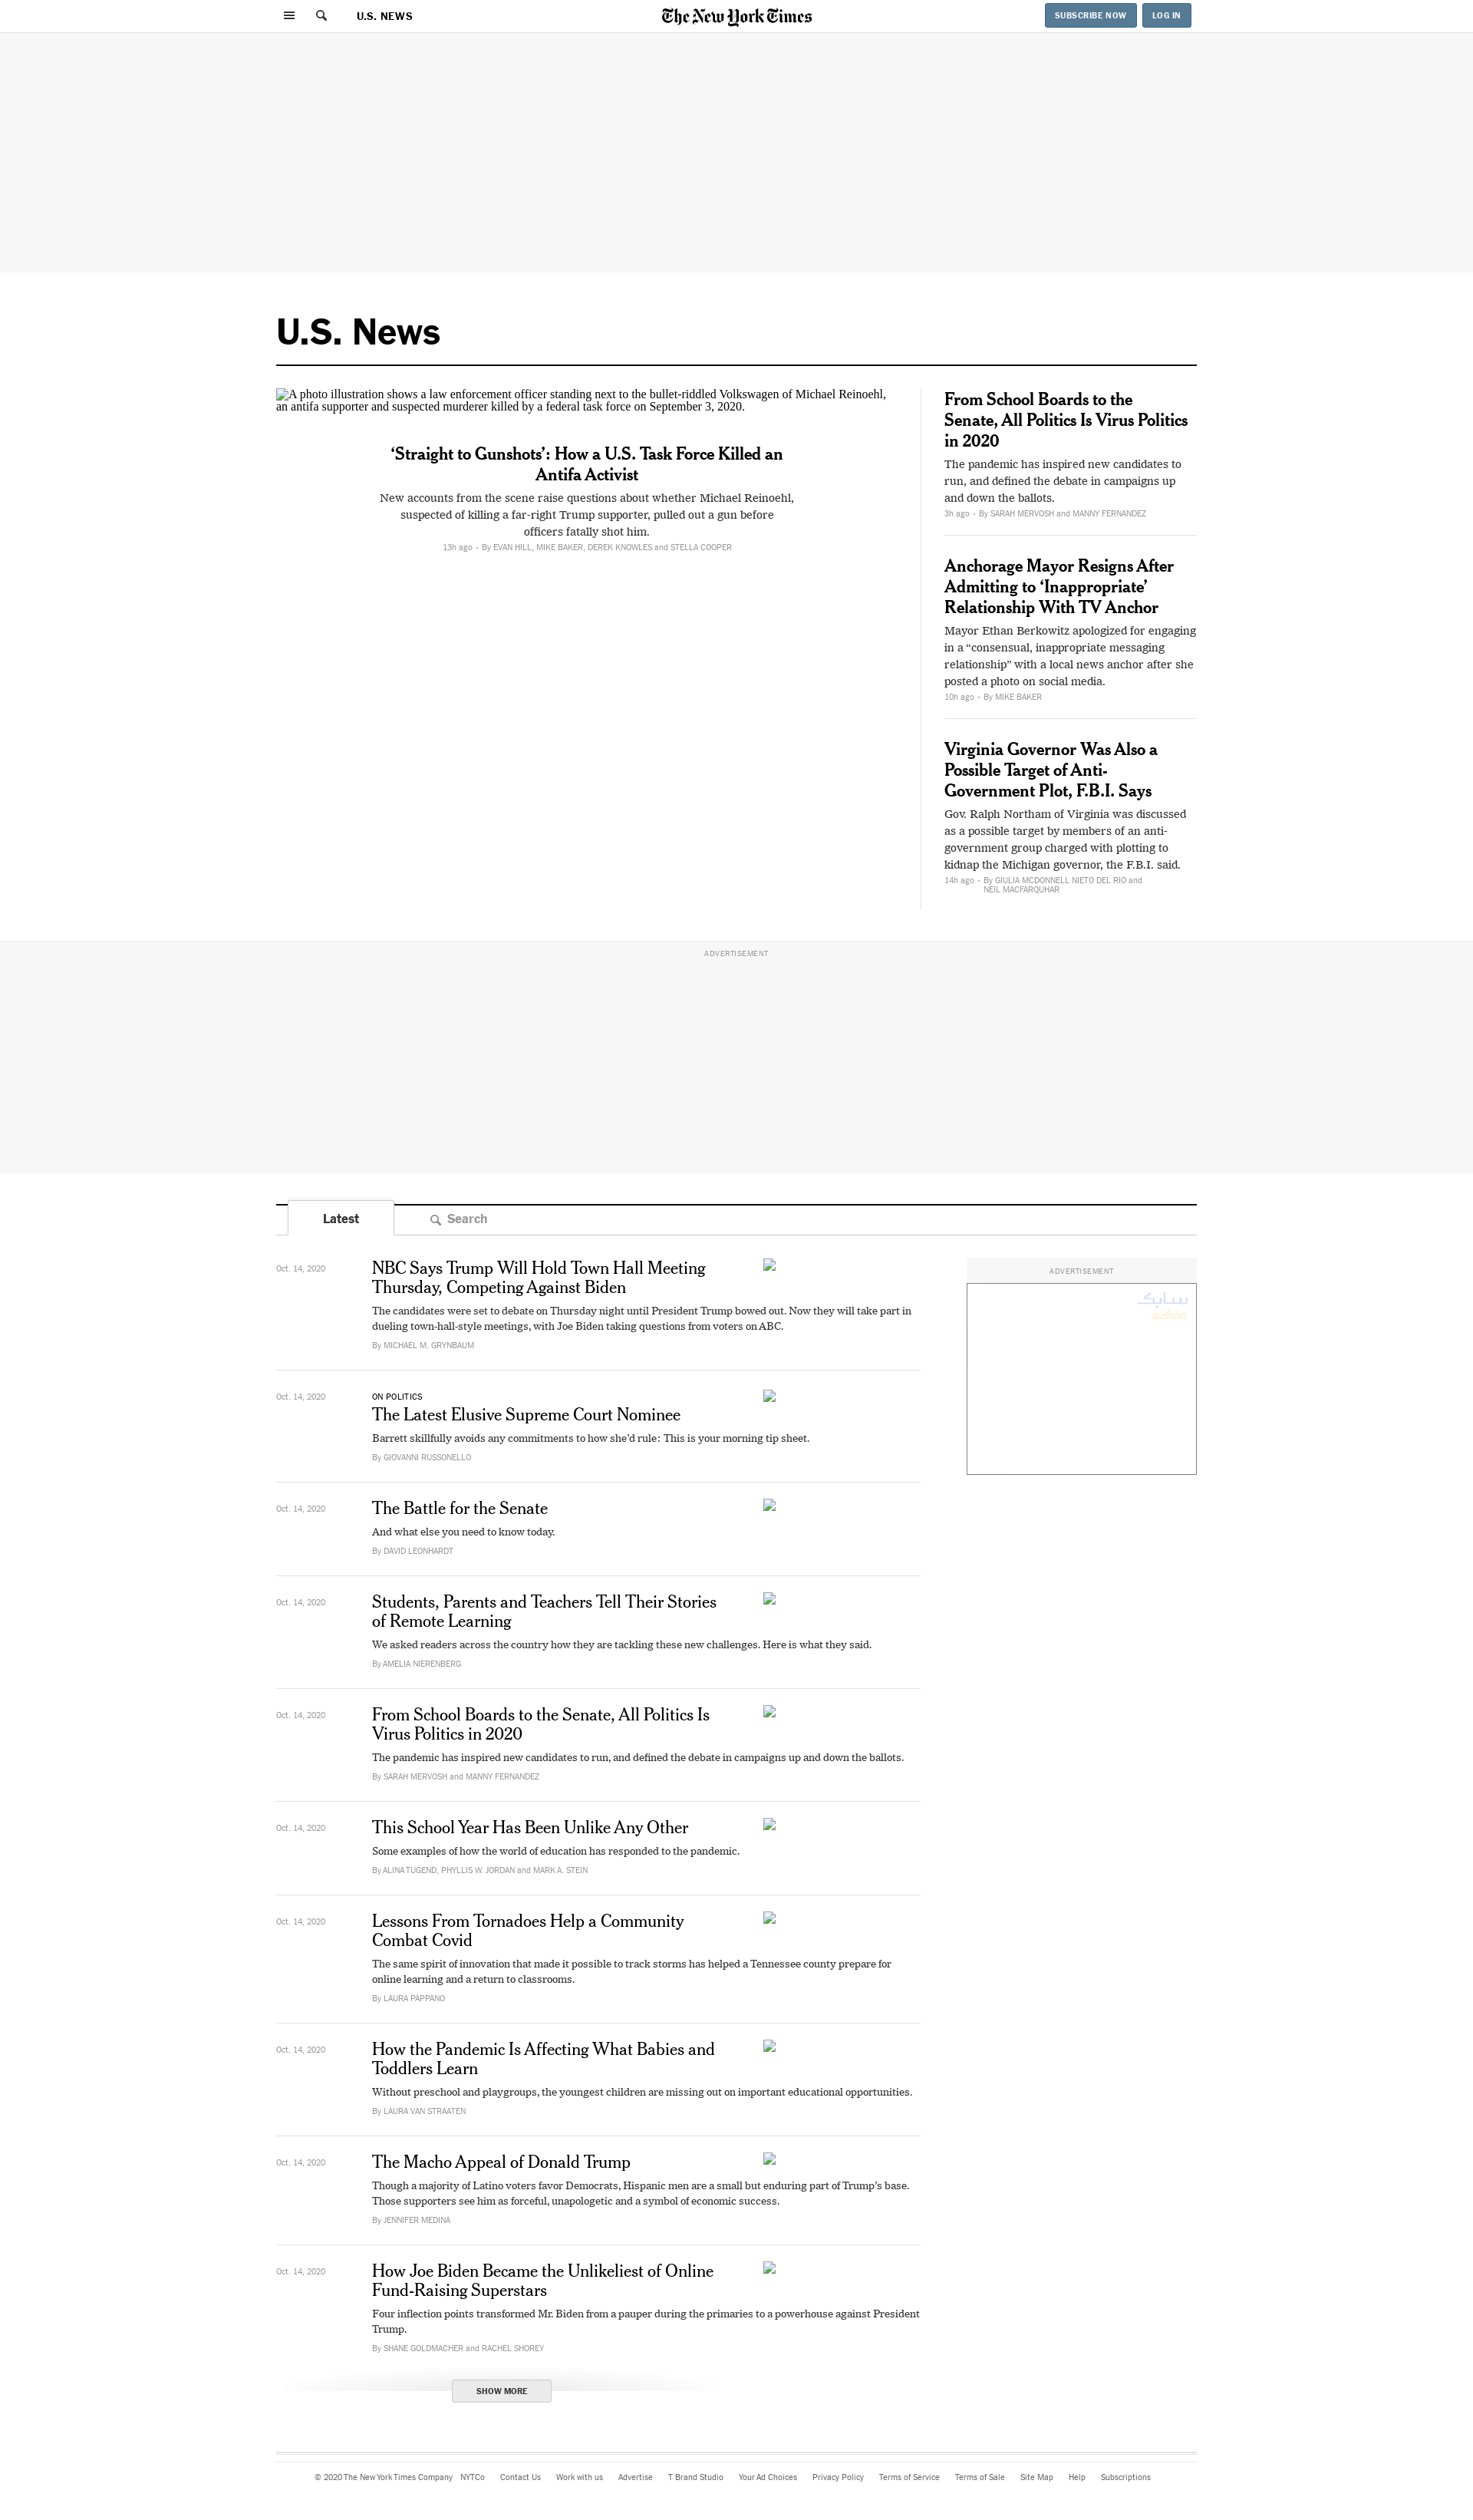 U.S. NEWS
The New York Times
SUBSCRIBE NOW
LOG IN
U.S. News
A photo illustration shows a law enforcement officer standing next to the bullet-riddled Volkswagen of Michael Reinoehl,
an antifa supporter and suspected murderer killed by a federal task force on September 3, 2020.
‘Straight to Gunshots’: How a U.S. Task Force Killed an
Antifa Activist
New accounts from the scene raise questions about whether Michael Reinoehl,
suspected of killing a far-right Trump supporter, pulled out a gun before
officers fatally shot him.
13h ago • By EVAN HILL, MIKE BAKER, DEREK KNOWLES and STELLA COOPER
From School Boards to the
Senate, All Politics Is Virus Politics
in 2020
The pandemic has inspired new candidates to
run, and defined the debate in campaigns up
and down the ballots.
3h ago • By SARAH MERVOSH and MANNY FERNANDEZ
Anchorage Mayor Resigns After
Admitting to ‘Inappropriate’
Relationship With TV Anchor
Mayor Ethan Berkowitz apologized for engaging
in a “consensual, inappropriate messaging
relationship” with a local news anchor after she
posted a photo on social media.
10h ago • By MIKE BAKER
Virginia Governor Was Also a
Possible Target of Anti-
Government Plot, F.B.I. Says
Gov. Ralph Northam of Virginia was discussed
as a possible target by members of an anti-
government group charged with plotting to
kidnap the Michigan governor, the F.B.I. said.
14h ago • By GIULIA MCDONNELL NIETO DEL RIO and
NEIL MACFARQUHAR
ADVERTISEMENT
Latest
Search
Oct. 14, 2020
NBC Says Trump Will Hold Town Hall Meeting
Thursday, Competing Against Biden
The candidates were set to debate on Thursday night until President Trump bowed out. Now they will take part in
dueling town-hall-style meetings, with Joe Biden taking questions from voters on ABC.
By MICHAEL M. GRYNBAUM
ADVERTISEMENT
سابك
sabic
Oct. 14, 2020
ON POLITICS
The Latest Elusive Supreme Court Nominee
Barrett skillfully avoids any commitments to how she’d rule: This is your morning tip sheet.
By GIOVANNI RUSSONELLO
Oct. 14, 2020
The Battle for the Senate
And what else you need to know today.
By DAVID LEONHARDT
Oct. 14, 2020
Students, Parents and Teachers Tell Their Stories
of Remote Learning
We asked readers across the country how they are tackling these new challenges. Here is what they said.
By AMELIA NIERENBERG
Oct. 14, 2020
From School Boards to the Senate, All Politics Is
Virus Politics in 2020
The pandemic has inspired new candidates to run, and defined the debate in campaigns up and down the ballots.
By SARAH MERVOSH and MANNY FERNANDEZ
Oct. 14, 2020
This School Year Has Been Unlike Any Other
Some examples of how the world of education has responded to the pandemic.
By ALINA TUGEND, PHYLLIS W. JORDAN and MARK A. STEIN
Oct. 14, 2020
Lessons From Tornadoes Help a Community
Combat Covid
The same spirit of innovation that made it possible to track storms has helped a Tennessee county prepare for
online learning and a return to classrooms.
By LAURA PAPPANO
Oct. 14, 2020
How the Pandemic Is Affecting What Babies and
Toddlers Learn
Without preschool and playgroups, the youngest children are missing out on important educational opportunities.
By LAURA VAN STRAATEN
Oct. 14, 2020
The Macho Appeal of Donald Trump
Though a majority of Latino voters favor Democrats, Hispanic men are a small but enduring part of Trump’s base.
Those supporters see him as forceful, unapologetic and a symbol of economic success.
By JENNIFER MEDINA
Oct. 14, 2020
How Joe Biden Became the Unlikeliest of Online
Fund-Raising Superstars
Four inflection points transformed Mr. Biden from a pauper during the primaries to a powerhouse against President
Trump.
By SHANE GOLDMACHER and RACHEL SHOREY
SHOW MORE
© 2020 The New York Times Company NYTCo Contact Us Work with us Advertise T Brand Studio Your Ad Choices Privacy Policy Terms of Service Terms of Sale Site Map Help Subscriptions